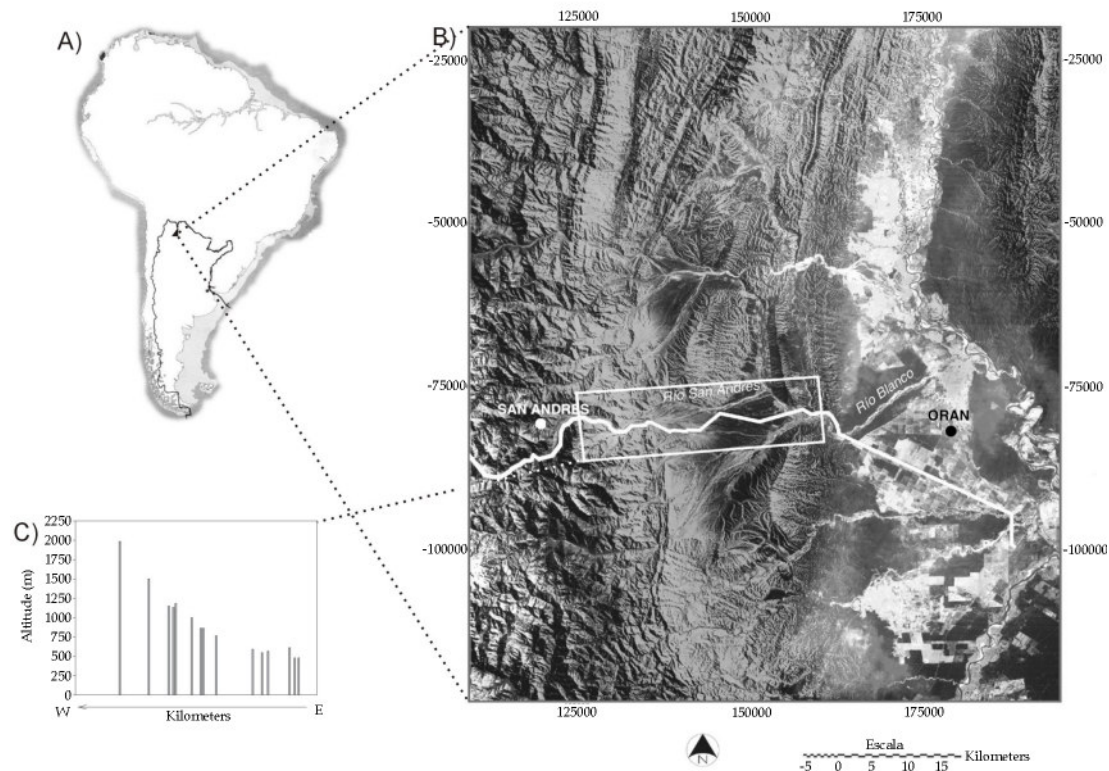 A)
B)
125000
150000
175000
-25000
-25000
-50000
-50000
-75000
-75000
-100000
-100000
Rio San Andres
SAN ANDRES
Rio Blanco
ORAN
125000
150000
175000
C)
Altitude (m)
2250
2000
1750
1500
1250
1000
750
500
250
0
W
E
Kilometers
N
Escala
Kilometers
-5 0 5 10 15